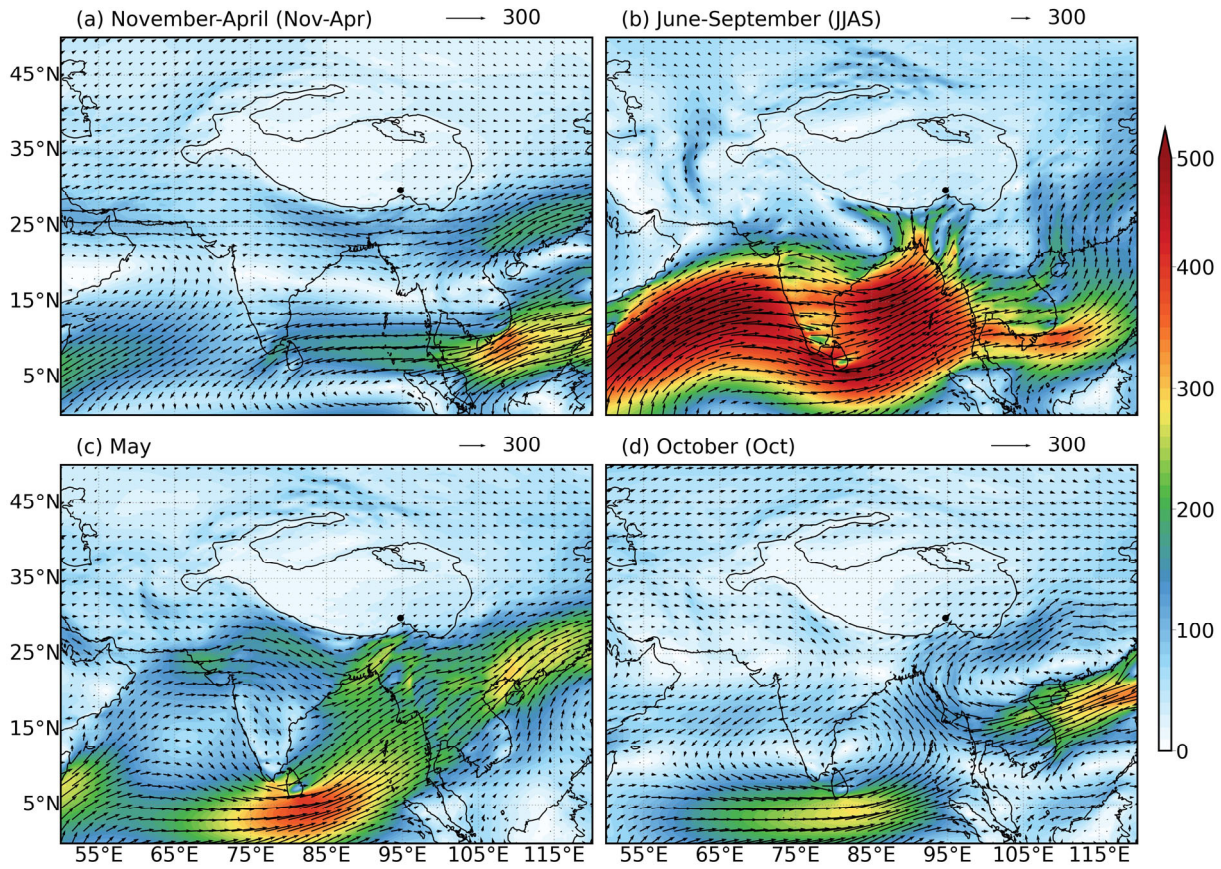 (a) November-April (Nov-Apr) 300
(b) June-September (JJAS) 300
45°N
35°N
25°N
15°N
5°N
(c) May 300
(d) October (Oct) 300
45°N
35°N
25°N
15°N
5°N
55°E 65°E 75°E 85°E 95°E 105°E 115°E
55°E 65°E 75°E 85°E 95°E 105°E 115°E
500
400
300
200
100
0